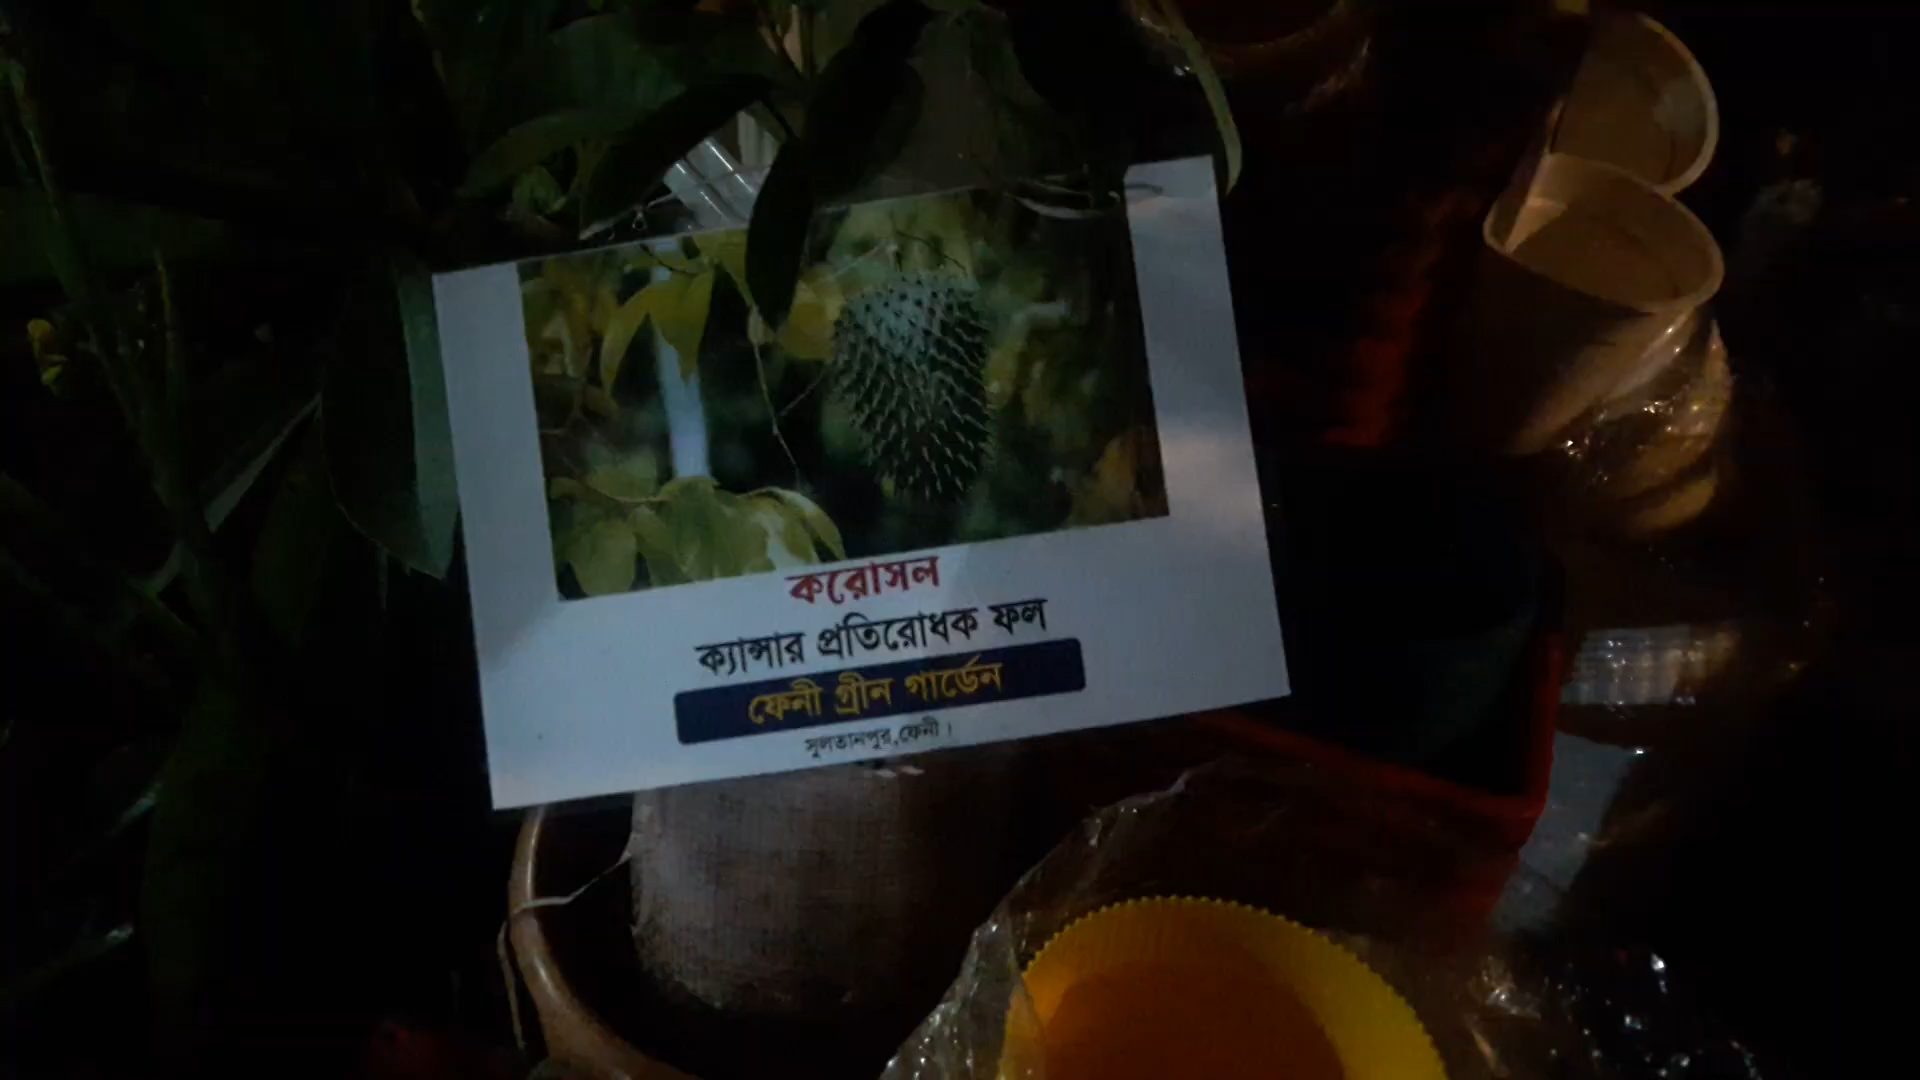 করোসল
ক্যান্সার প্রতিরোধক ফল
ফেনী গ্রীন গার্ডেন
সুলতানপুর,ফেনী।